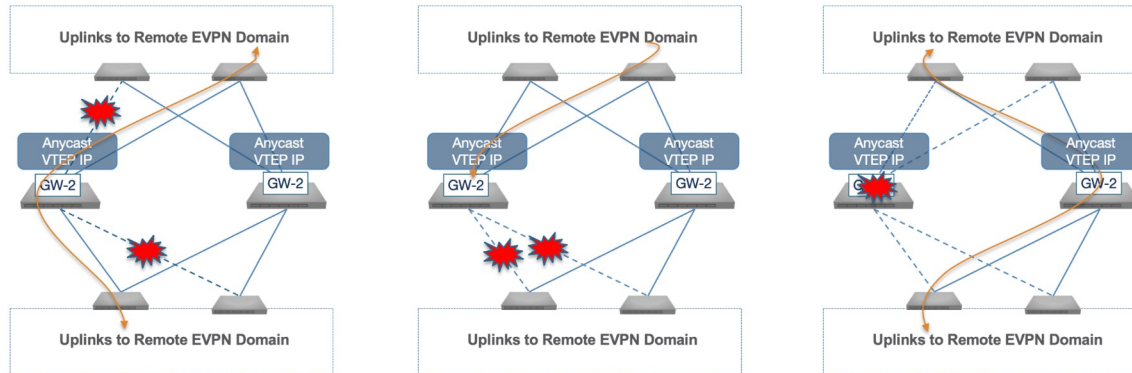 Uplinks to Remote EVPN Domain
Anycast
VTEP IP
Anycast
VTEP IP
GW-2
GW-2
Uplinks to Remote EVPN Domain
Uplinks to Remote EVPN Domain
Anycast
VTEP IP
Anycast
VTEP IP
GW-2
GW-2
Uplinks to Remote EVPN Domain
Uplinks to Remote EVPN Domain
Anycast
VTEP IP
Anycast
VTEP IP
GW-2
Uplinks to Remote EVPN Domain